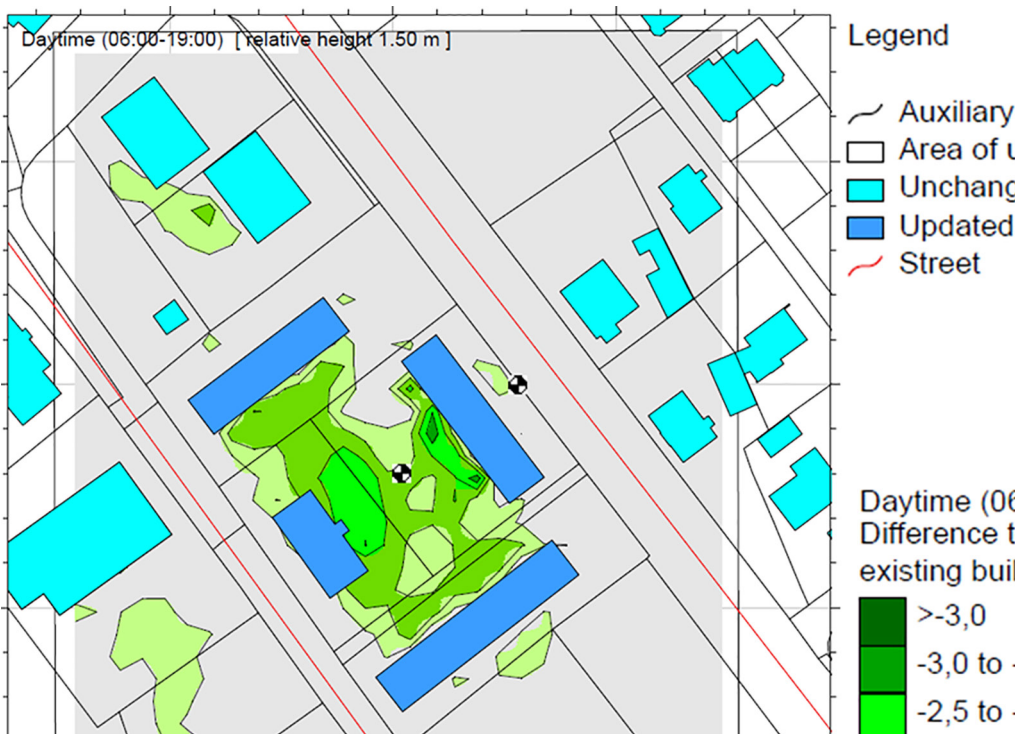 Daytime (06:00-19:00) [ relative height 1.50 m ]
Legend
Auxiliary
Area of u
Unchang
Updated
Street
Daytime (06
Difference t
existing buil
>-3,0
-3,0 to -
-2,5 to -